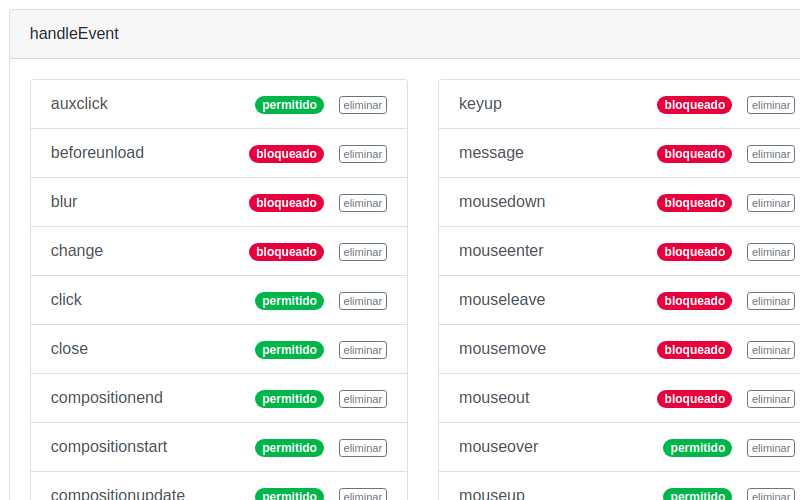 handleEvent
auxclick permitido eliminar
beforeunload bloqueado eliminar
blur bloqueado eliminar
change bloqueado eliminar
click permitido eliminar
close permitido eliminar
compositionend permitido eliminar
compositionstart permitido eliminar
compositionupdate permitido eliminar
keyup bloqueado eliminar
message bloqueado eliminar
mousedown bloqueado eliminar
mouseenter bloqueado eliminar
mouseleave bloqueado eliminar
mousemove bloqueado eliminar
mouseout bloqueado eliminar
mouseover permitido eliminar
mouseup permitido eliminar